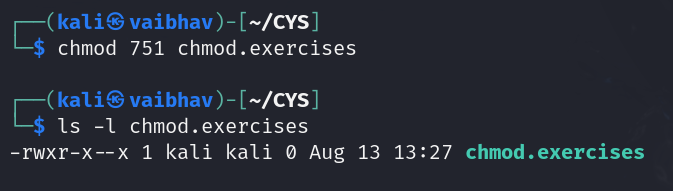 ┌──(kali㉿vaibhav)-[~/CYS]
└─$ chmod 751 chmod.exercises
┌──(kali㉿vaibhav)-[~/CYS]
└─$ ls -l chmod.exercises
-rwxr-x--x 1 kali kali 0 Aug 13 13:27 chmod.exercises